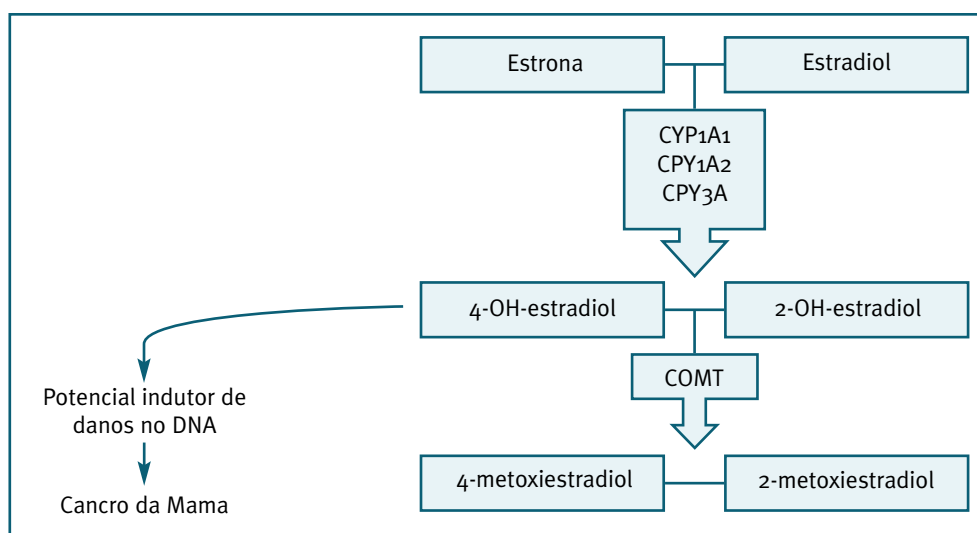 Estrona
Estradiol
CYP1A1
CPY1A2
CPY3A
4-OH-estradiol
2-OH-estradiol
COMT
Potencial indutor de
danos no DNA
4-metoxiestradiol
2-metoxiestradiol
Cancro da Mama